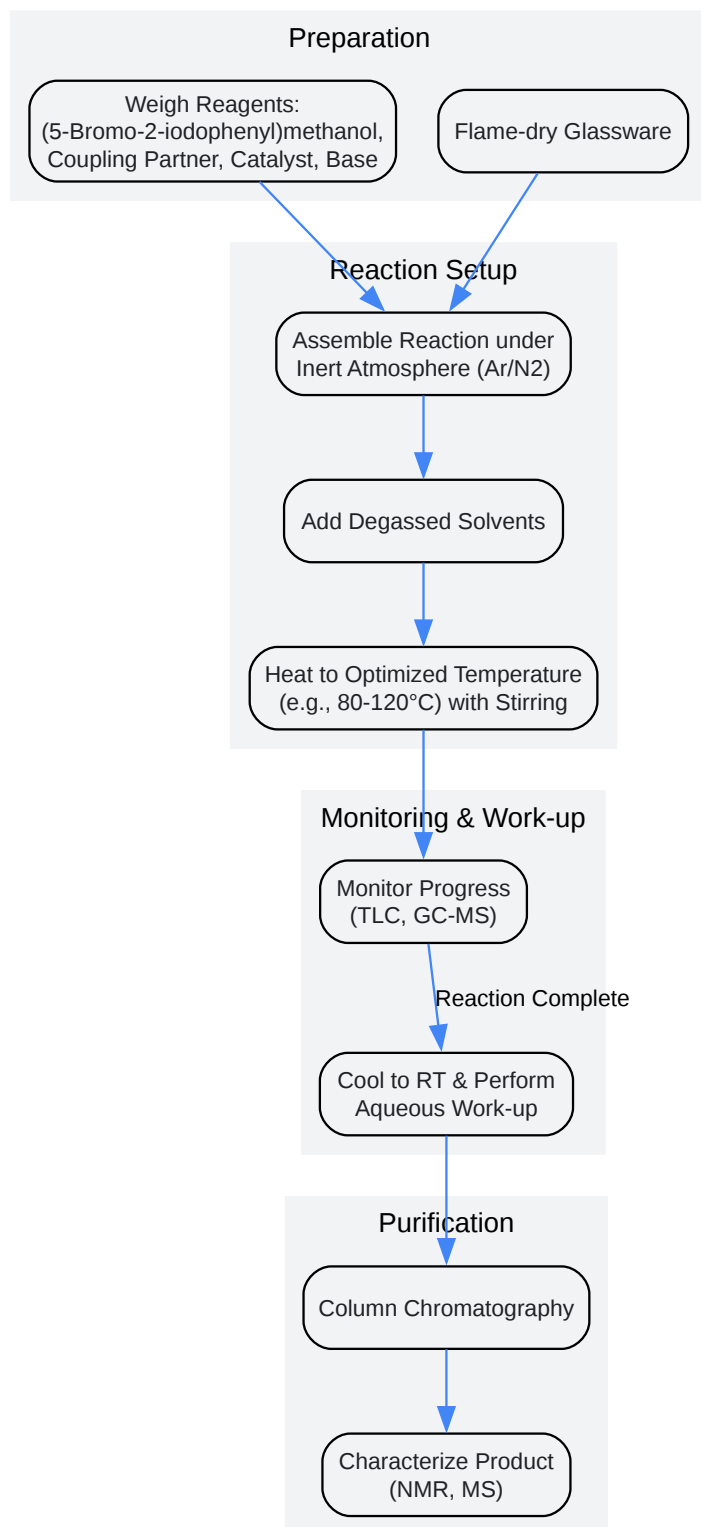 Preparation
Weigh Reagents:
(5-Bromo-2-iodophenyl)methanol,
Coupling Partner, Catalyst, Base
Flame-dry Glassware
Reaction Setup
Assemble Reaction under
Inert Atmosphere (Ar/N2)
Add Degassed Solvents
Heat to Optimized Temperature
(e.g., 80-120°C) with Stirring
Monitoring & Work-up
Monitor Progress
(TLC, GC-MS)
Reaction Complete
Cool to RT & Perform
Aqueous Work-up
Purification
Column Chromatography
Characterize Product
(NMR, MS)